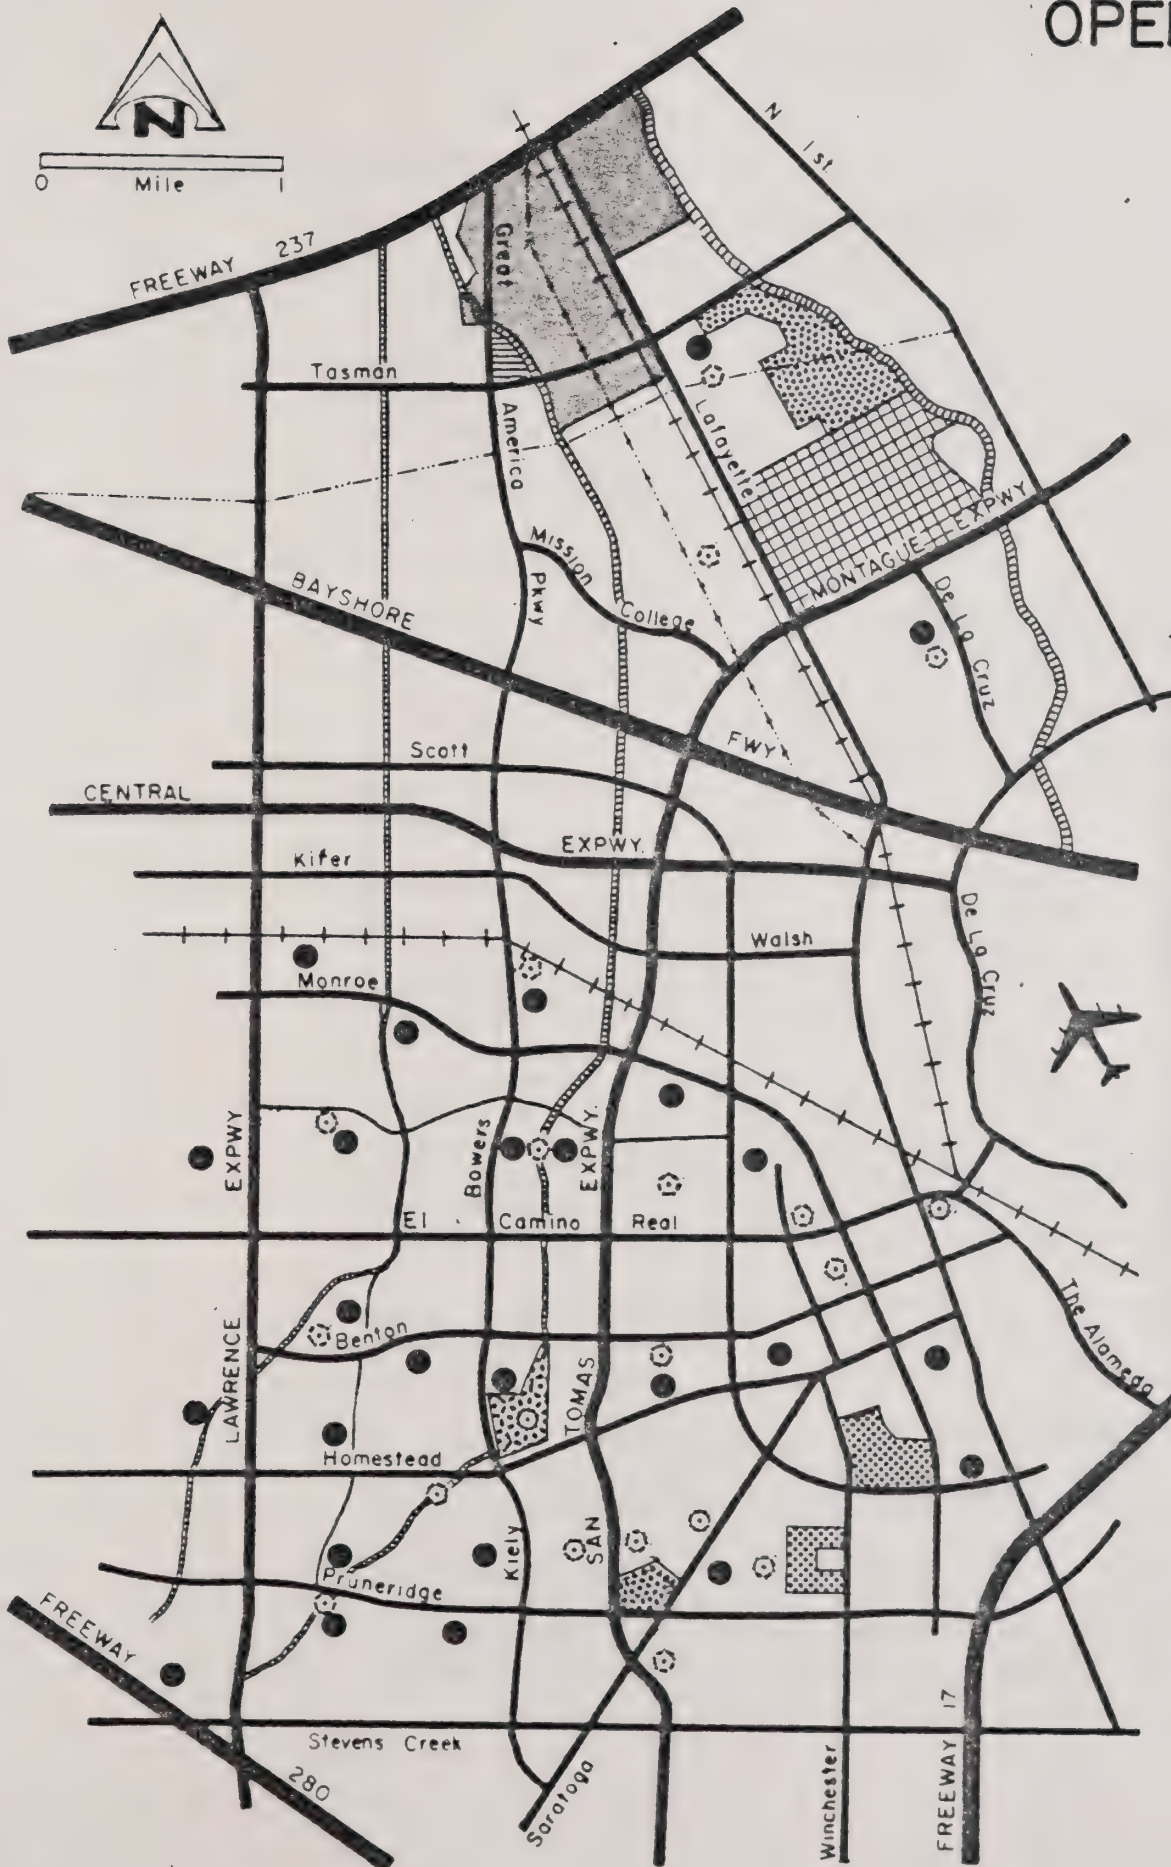 OPE
N
0 Mile 1
N 1 st.
FREEWAY 237
Great
Tasman
America
Lafayette
Mission
Pkwy
College
MONTAGUE EXPWY
De La Cruz
BAYSHORE
FWY
Scott
CENTRAL
EXPWY.
Kifer
Walsh
De La Cruz
Monroe
EXPWY
Bowers
EXPWY.
El Camino Real
The Alameda
LAWRENCE
Benton
TOMAS
Homestead
Kiely
SAN
Pruneridge
FREEWAY
280
Stevens Creek
Saratoga
Winchester
FREEWAY 17